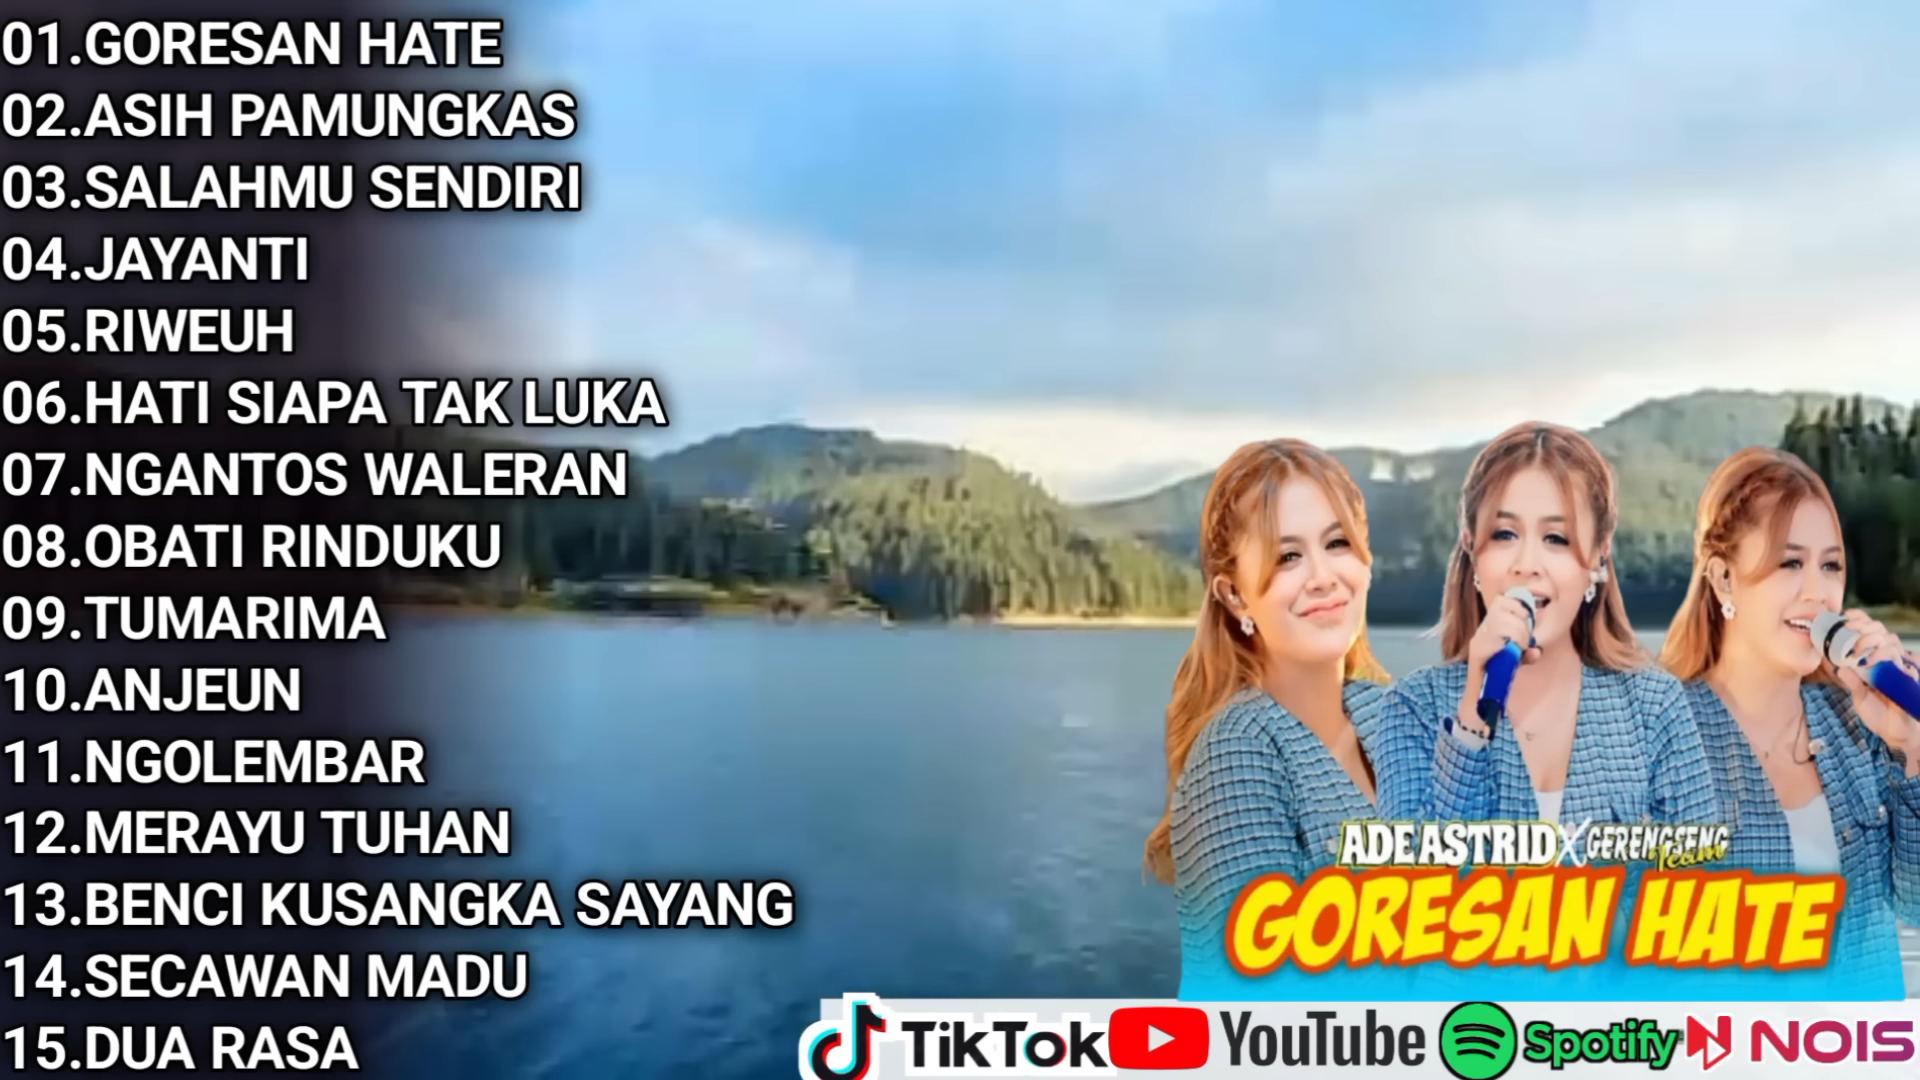 01.GORESAN HATE
02.ASIH PAMUNGKAS
03.SALAHMU SENDIRI
04.JAYANTI
05.RIWEUH
06.HATI SIAPA TAK LUKA
07.NGANTOS WALERAN
08.OBATI RINDUKU
09.TUMARIMA
10.ANJEUN
11.NGOLEMBAR
12.MERAYU TUHAN
13.BENCI KUSANGKA SAYANG
14.SECAWAN MADU
15.DUA RASA
ADE ASTRID X GERENGSENG Team
GORESAN HATE
TikTok YouTube Spotify NOIS